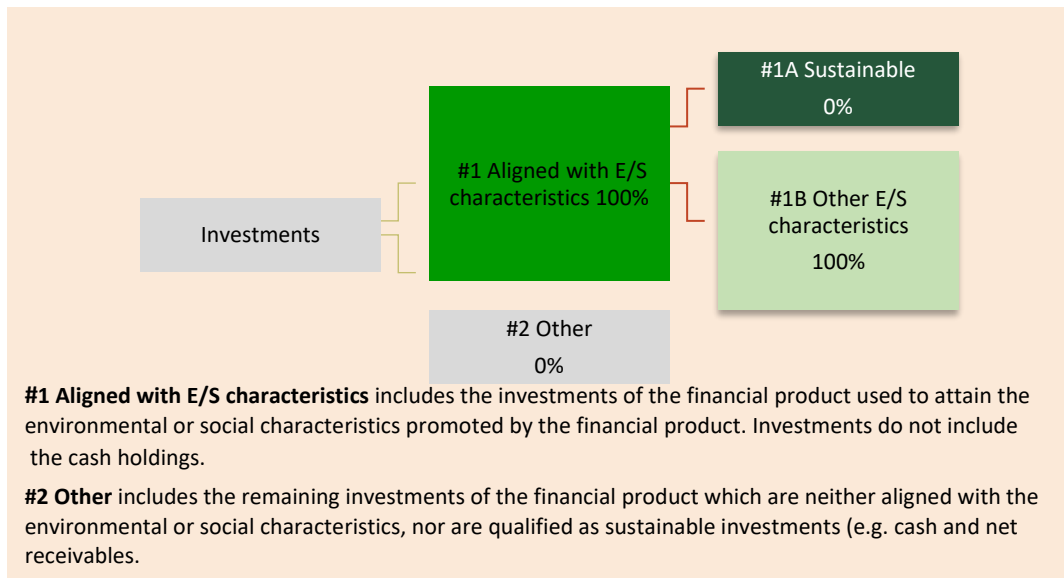 #1A Sustainable
0%
#1 Aligned with E/S
characteristics 100%
#1B Other E/S
characteristics
100%
Investments
#2 Other
0%
#1 Aligned with E/S characteristics includes the investments of the financial product used to attain the
environmental or social characteristics promoted by the financial product. Investments do not include
the cash holdings.
#2 Other includes the remaining investments of the financial product which are neither aligned with the
environmental or social characteristics, nor are qualified as sustainable investments (e.g. cash and net
receivables.